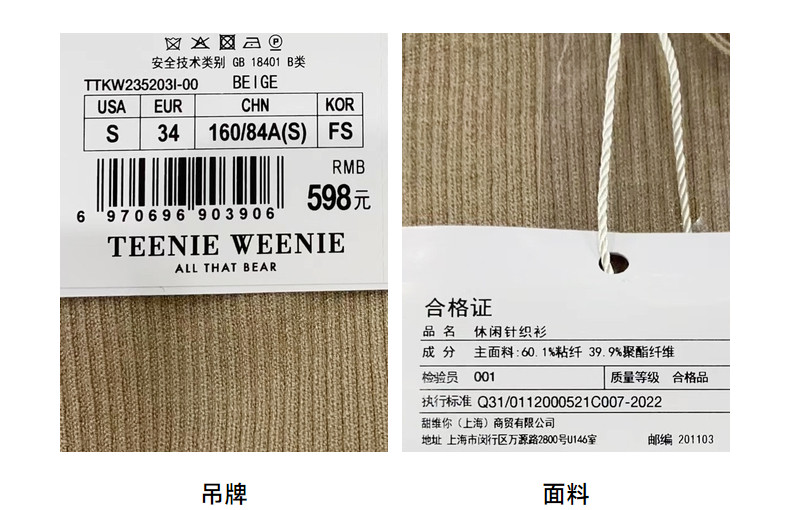 安全技术类别 GB 18401 B类
TTKW235203I-00 BEIGE
USA EUR CHN KOR
S 34 160/84A(S) FS
RMB
598元
6 970696 903906
TEENIE WEENIE
ALL THAT BEAR
合格证
品 名 休闲针织衫
成 分 主面料:60.1%粘纤 39.9%聚酯纤维
检验员 001 质量等级 合格品
执行标准 Q31/0112000521C007-2022
甜维你（上海）商贸有限公司
地址 上海市闵行区万源路2800号U146室 邮编 201103
吊牌
面料